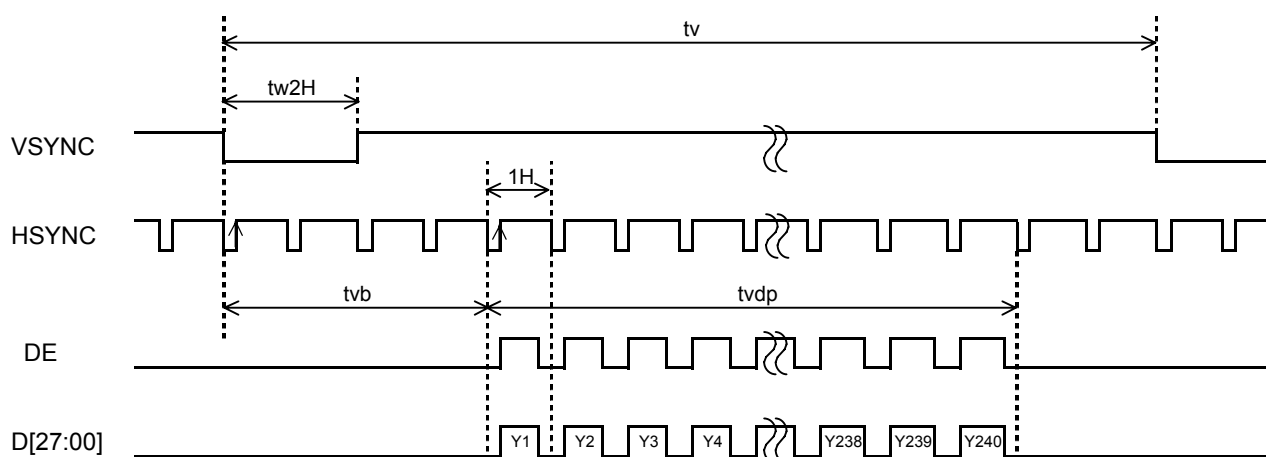 tv
tw2H
VSYNC
1H
HSYNC
tvb
tvdp
DE
D[27:00]
Y1
Y2
Y3
Y4
Y238
Y239
Y240